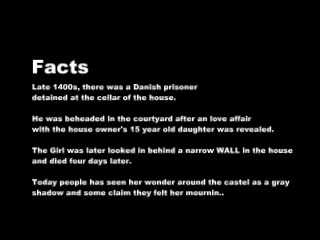 Facts
Late 1400s, there was a Danish prisoner
detained at the cellar of the house.
He was beheaded in the courtyard after an love affair
with the house owner's 15 year old daughter was revealed.
The Girl was later looked in behind a narrow WALL in the house
and died four days later.
Today people has seen her wonder around the castel as a gray
shadow and some claim they felt her mournin..